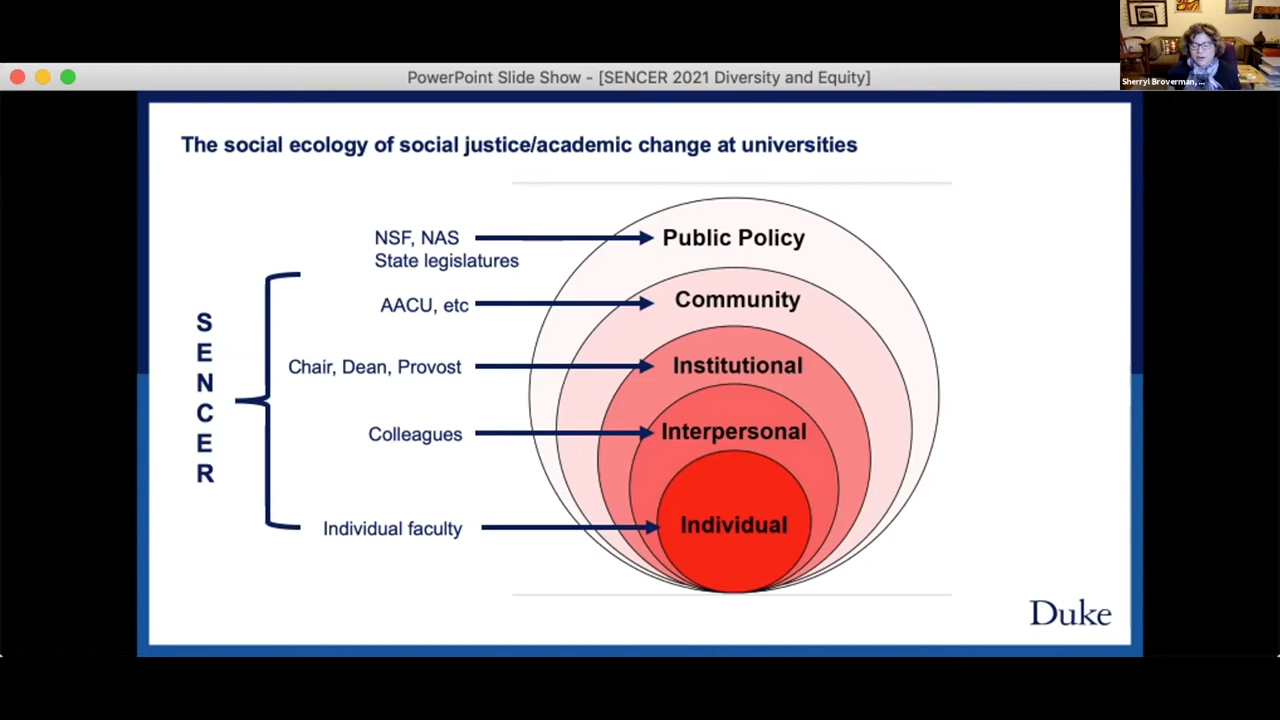 Sherryl Broverman, ...
PowerPoint Slide Show - [SENCER 2021 Diversity and Equity]
The social ecology of social justice/academic change at universities
NSF, NAS
State legislatures
Public Policy
AACU, etc
Community
Chair, Dean, Provost
Institutional
Colleagues
Interpersonal
Individual faculty
Individual
S
E
N
C
E
R
Duke